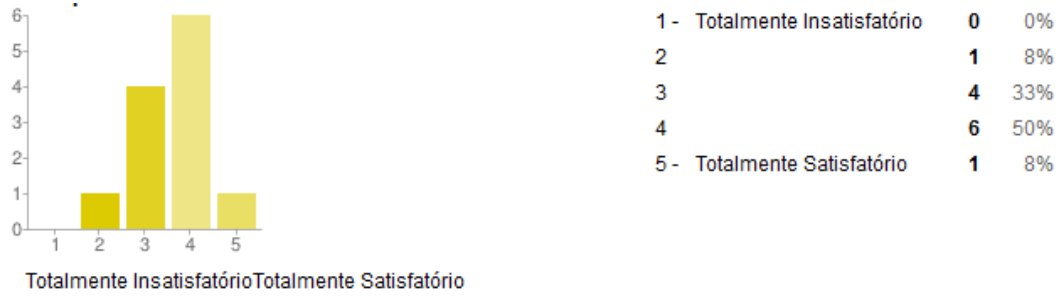 6
5
4
3
2
1
0
1 2 3 4 5
Totalmente InsatisfatórioTotalmente Satisfatório
1 - Totalmente Insatisfatório 0 0%
2 1 8%
3 4 33%
4 6 50%
5 - Totalmente Satisfatório 1 8%